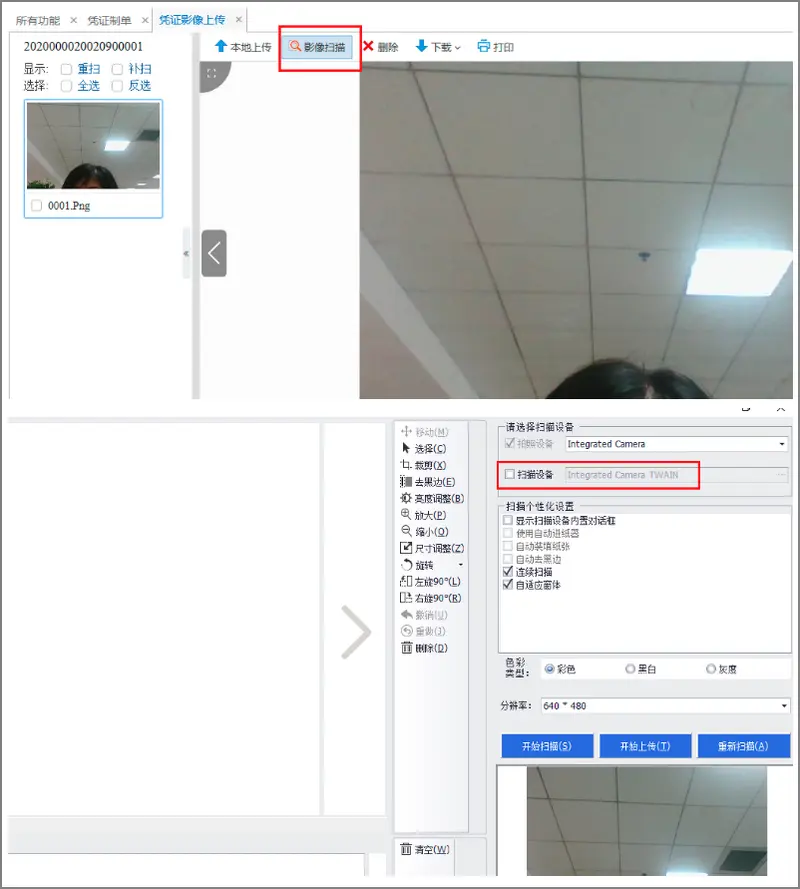 所有功能 × 凭证制单 × 凭证影像上传 ×
2020000020020900001
本地上传 影像扫描 删除 下载 打印
显示: 重扫 补扫
选择: 全选 反选
0001.Png
移动(M)
选择(C)
裁剪(X)
去黑边(E)
亮度调整(B)
放大(P)
缩小(O)
尺寸调整(Z)
旋转
左旋90°(L)
右旋90°(R)
撤销(U)
重做(J)
删除(D)
清空(W)
请选择扫描设备
拍照设备 Integrated Camera
扫描设备 Integrated Camera TWAIN
扫描个性化设置
显示扫描设备内置对话框
使用自动进纸器
自动装填纸张
自动去黑边
连续扫描
自适应窗体
色彩类型: 彩色 黑白 灰度
分辨率: 640 * 480
开始扫描(S) 开始上传(T) 重新扫描(A)